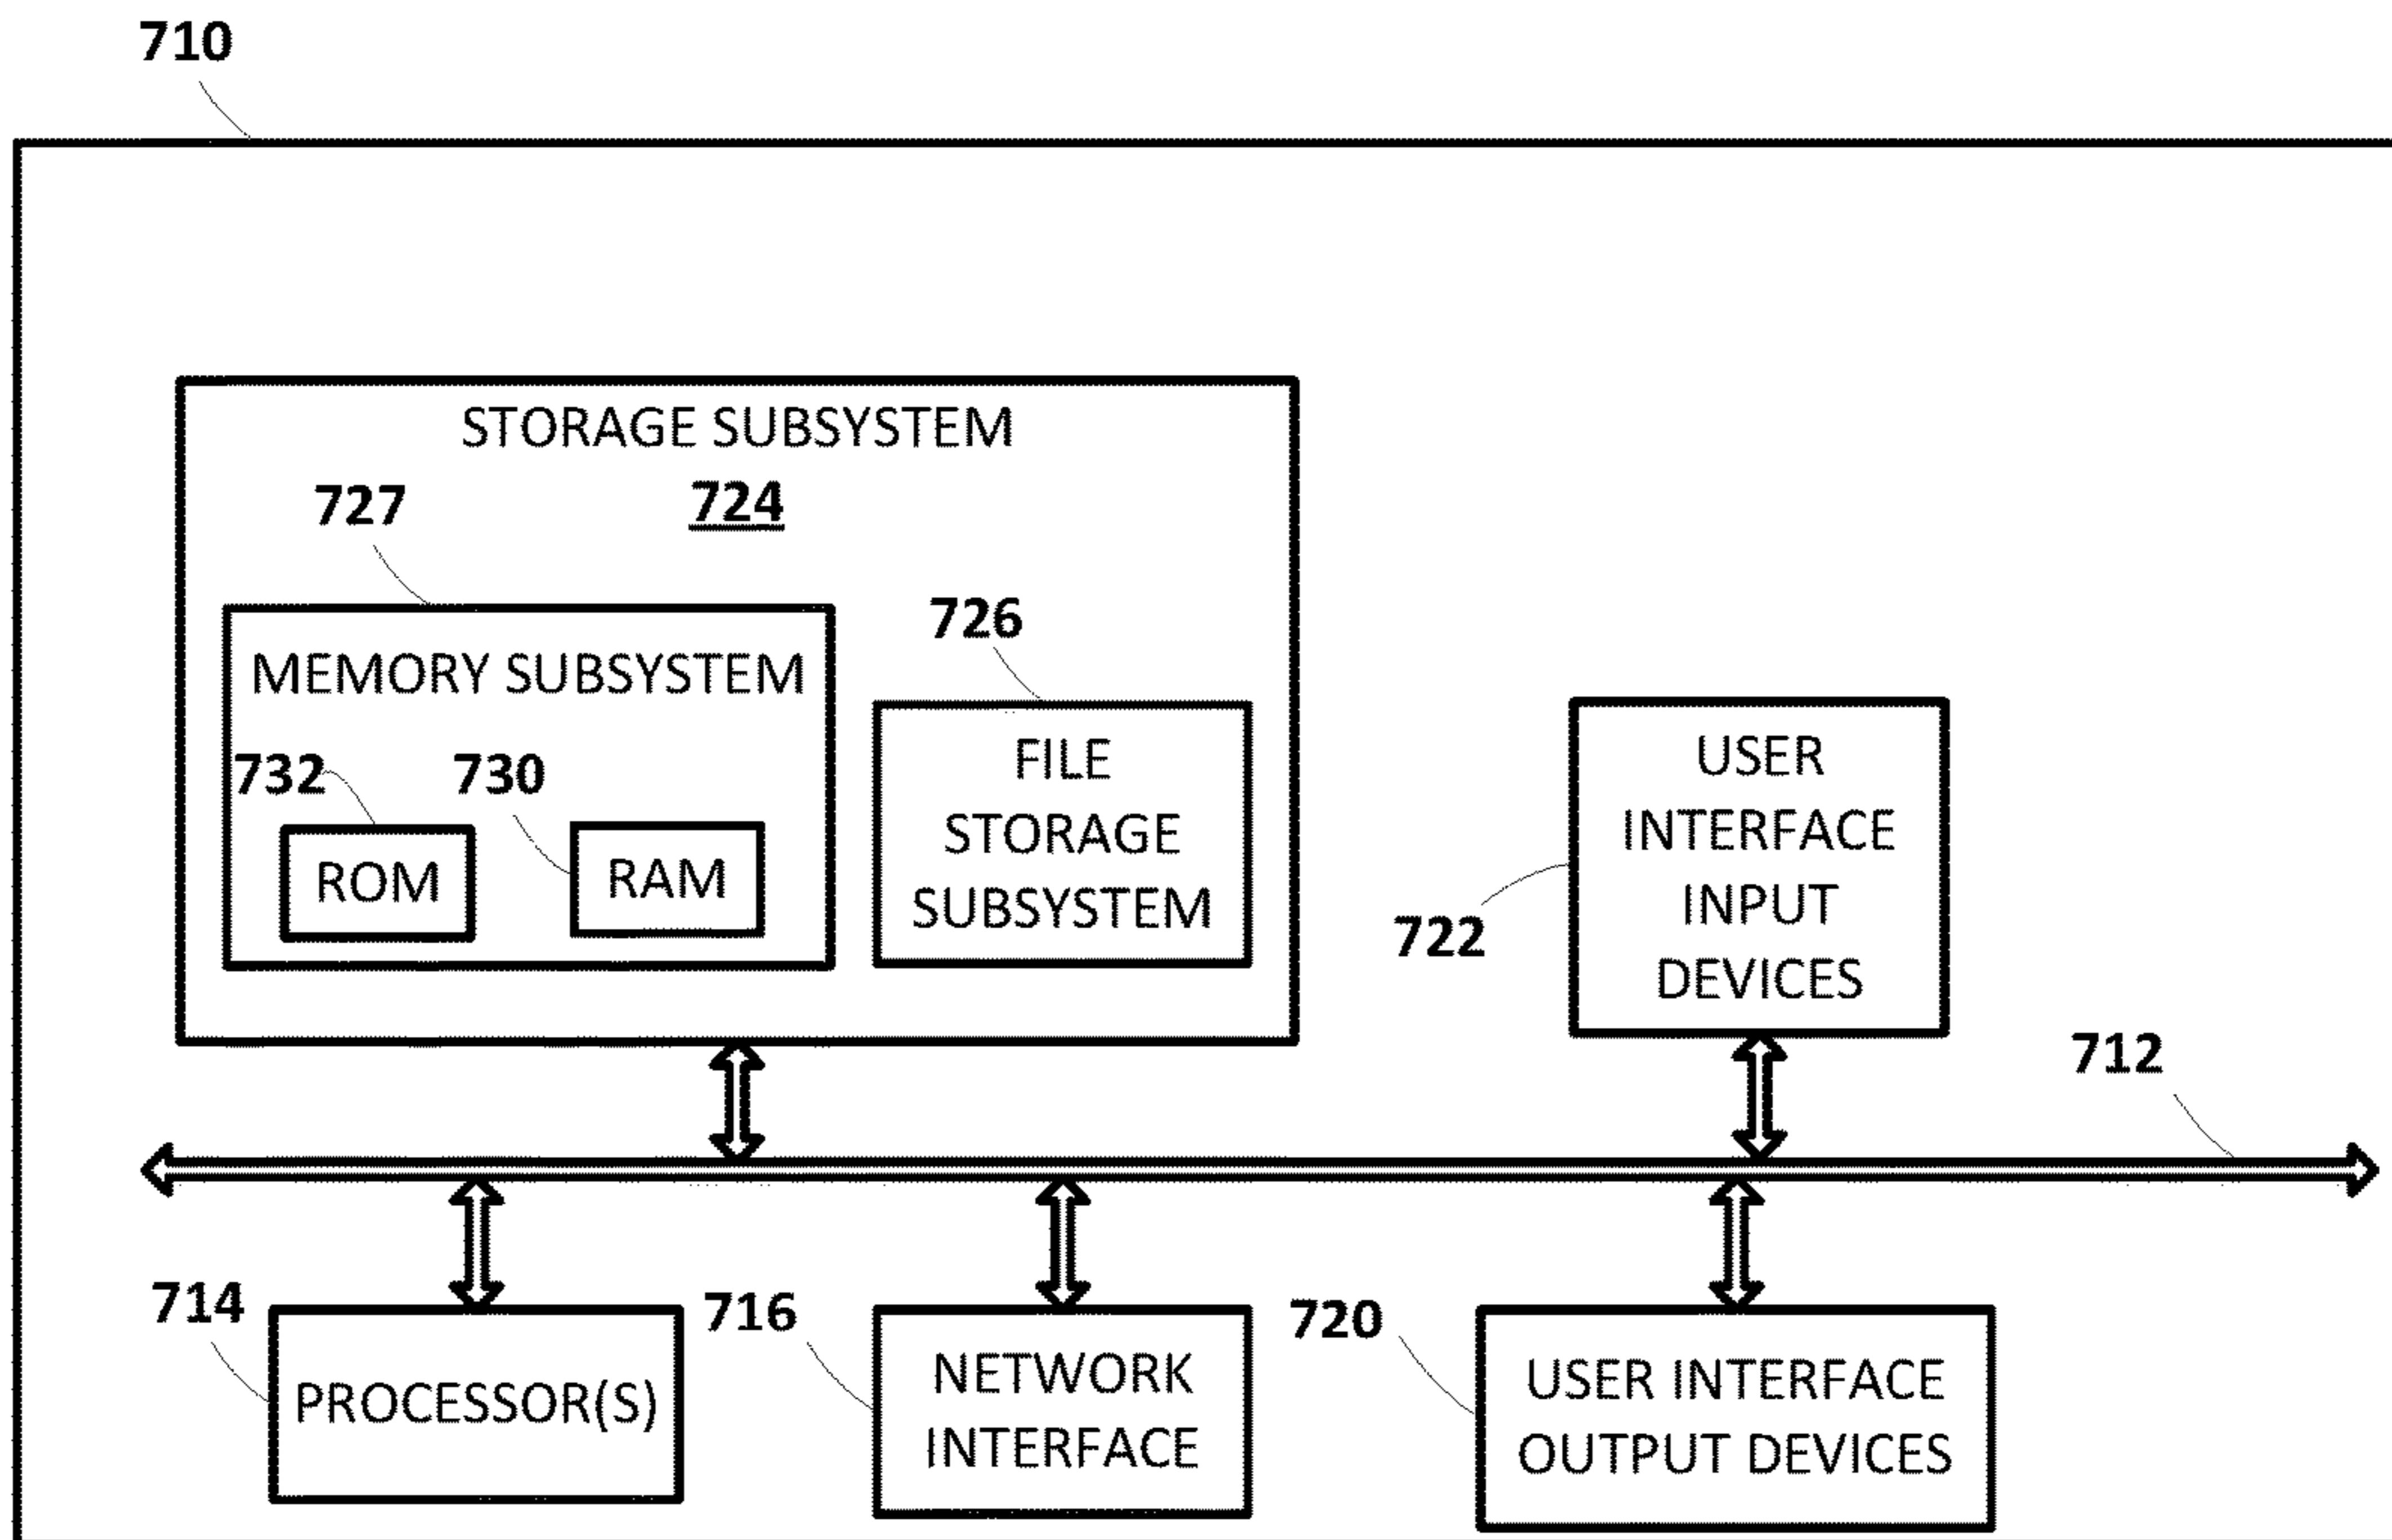 710
STORAGE SUBSYSTEM
724
727
MEMORY SUBSYSTEM
732
730
ROM
RAM
726
FILE
STORAGE
SUBSYSTEM
USER
INTERFACE
INPUT
DEVICES
722
712
714
PROCESSOR(S)
716
NETWORK
INTERFACE
720
USER INTERFACE
OUTPUT DEVICES